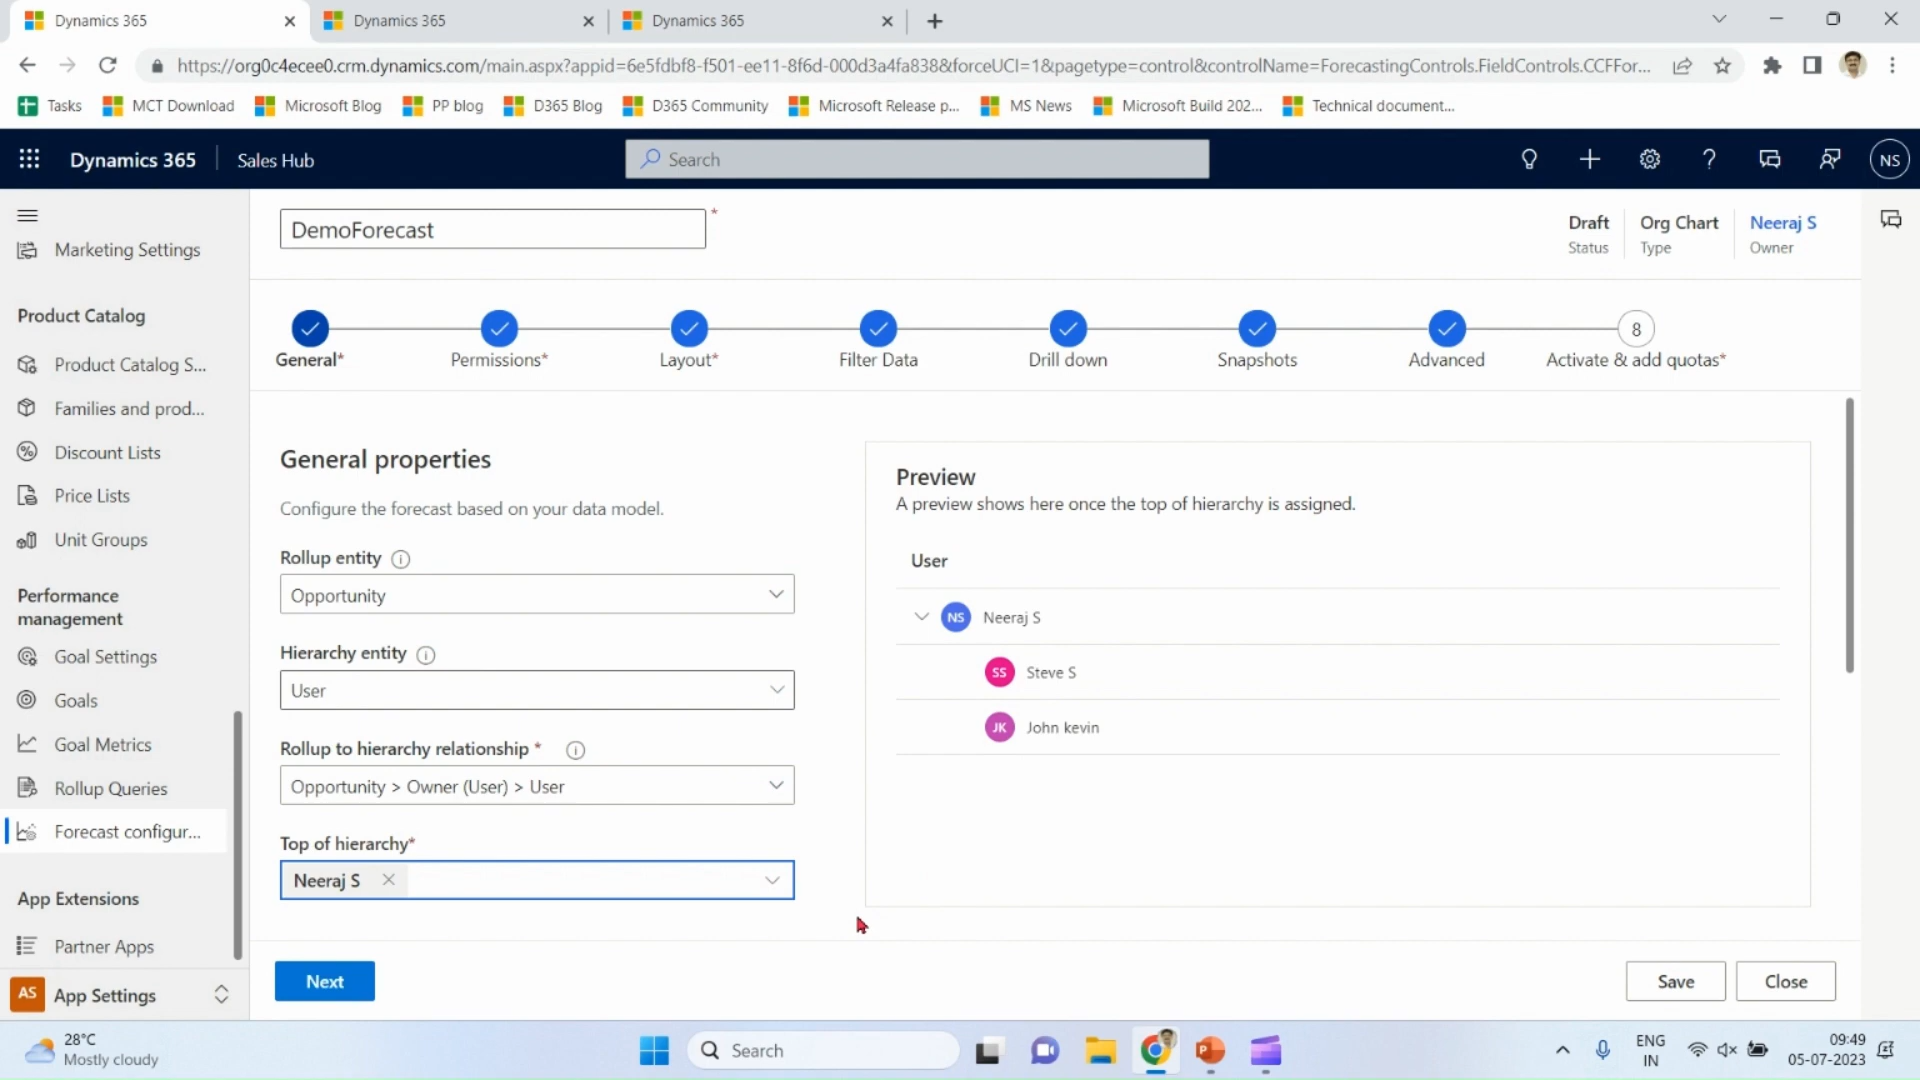 Dynamics 365
Dynamics 365
Dynamics 365
https://org0c4ecee0.crm.dynamics.com/main.aspx?appid=6e5fdbf8-f501-ee11-8f6d-000d3a4fa838&forceUCI=1&pagetype=control&controlName=ForecastingControls.FieldControls.CCFFor...
Tasks
MCT Download
Microsoft Blog
PP blog
D365 Blog
D365 Community
Microsoft Release p...
MS News
Microsoft Build 202...
Technical document...
Dynamics 365
Sales Hub
Search
NS
Marketing Settings
Product Catalog
Product Catalog S...
Families and prod...
Discount Lists
Price Lists
Unit Groups
Performance
management
Goal Settings
Goals
Goal Metrics
Rollup Queries
Forecast configur...
App Extensions
Partner Apps
AS App Settings
DemoForecast *
Draft
Status
Org Chart
Type
Neeraj S
Owner
General*
Permissions*
Layout*
Filter Data
Drill down
Snapshots
Advanced
8
Activate & add quotas*
General properties
Configure the forecast based on your data model.
Rollup entity
Opportunity
Hierarchy entity
User
Rollup to hierarchy relationship *
Opportunity > Owner (User) > User
Top of hierarchy*
Neeraj S
Preview
A preview shows here once the top of hierarchy is assigned.
User
NS Neeraj S
SS Steve S
JK John kevin
Next
Save
Close
28°C
Mostly cloudy
Search
ENG
IN
09:49
05-07-2023